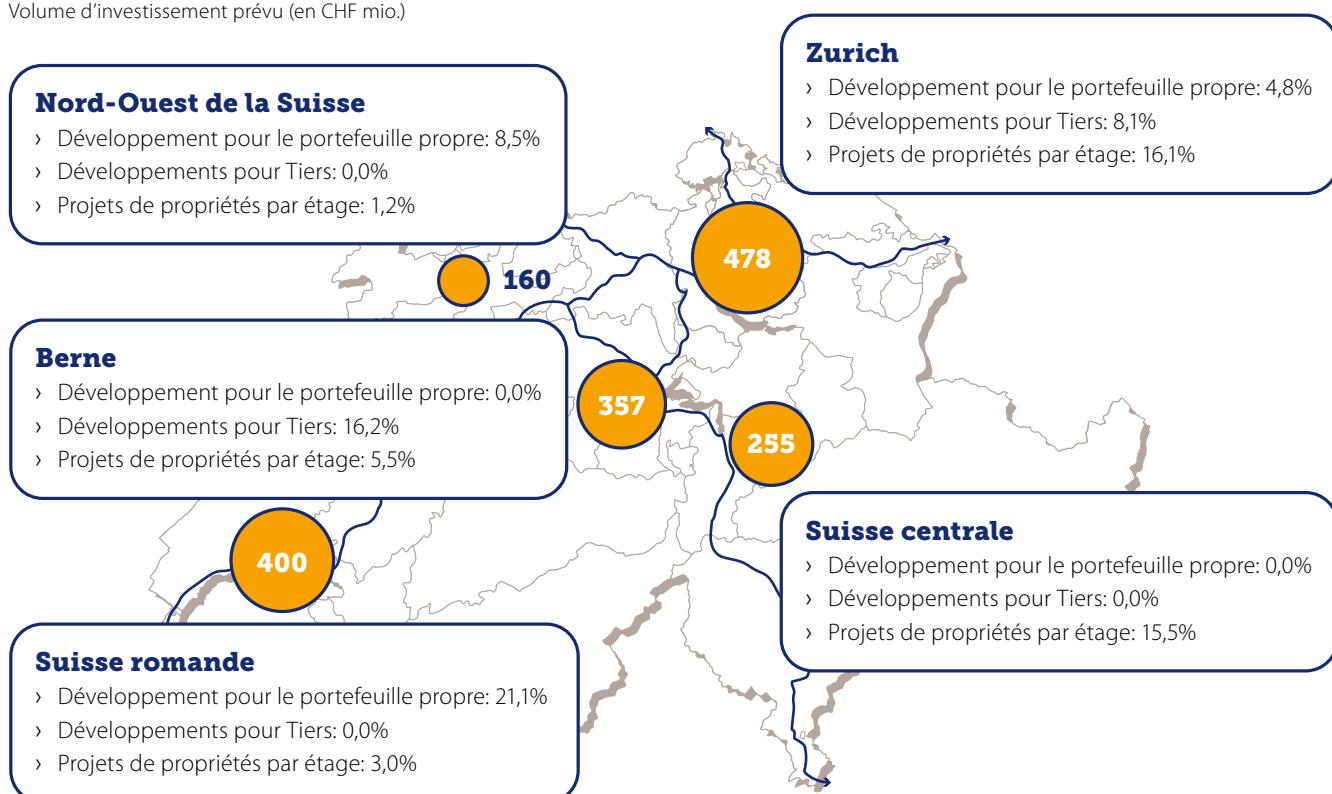 Volume d’investissement prévu (en CHF mio.)
Zurich
› Développement pour le portefeuille propre: 4,8%
› Développements pour Tiers: 8,1%
› Projets de propriétés par étage: 16,1%
Nord-Ouest de la Suisse
› Développement pour le portefeuille propre: 8,5%
› Développements pour Tiers: 0,0%
› Projets de propriétés par étage: 1,2%
478
160
Berne
› Développement pour le portefeuille propre: 0,0%
› Développements pour Tiers: 16,2%
› Projets de propriétés par étage: 5,5%
357
255
400
Suisse centrale
› Développement pour le portefeuille propre: 0,0%
› Développements pour Tiers: 0,0%
› Projets de propriétés par étage: 15,5%
Suisse romande
› Développement pour le portefeuille propre: 21,1%
› Développements pour Tiers: 0,0%
› Projets de propriétés par étage: 3,0%